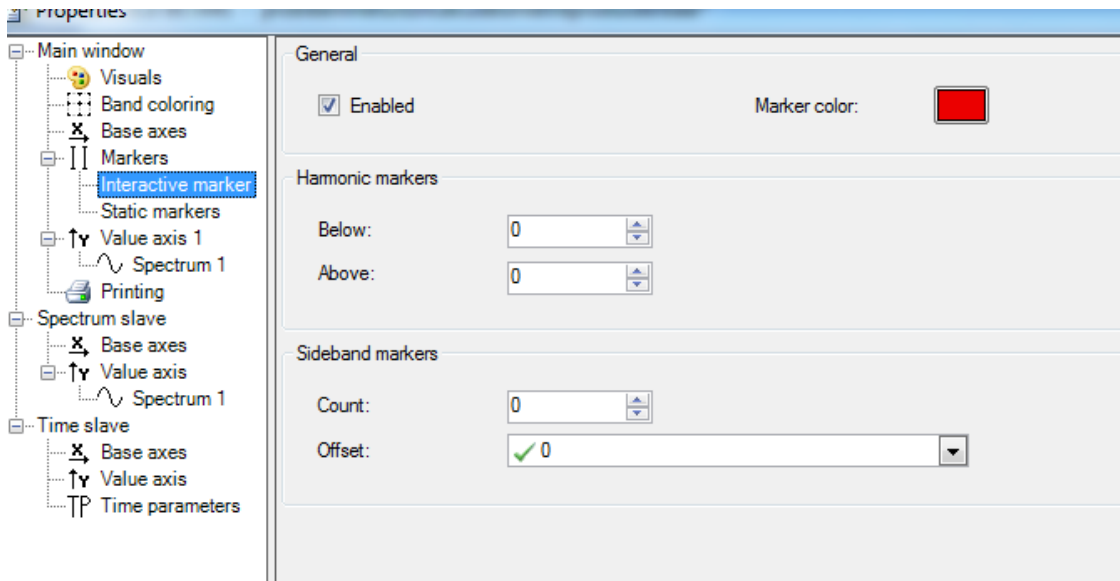 Properties
Main window
Visuals
Band coloring
Base axes
Markers
Interactive marker
Static markers
Value axis 1
Spectrum 1
Printing
Spectrum slave
Base axes
Value axis
Spectrum 1
Time slave
Base axes
Value axis
TP Time parameters
General
Enabled Marker color:
Harmonic markers
Below: 0
Above: 0
Sideband markers
Count: 0
Offset: 0